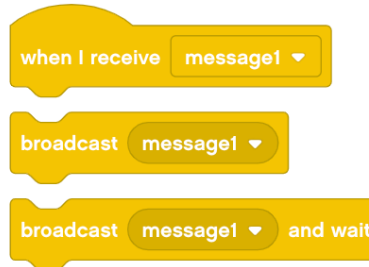 when I receive message1
broadcast message1
broadcast message1 and wait